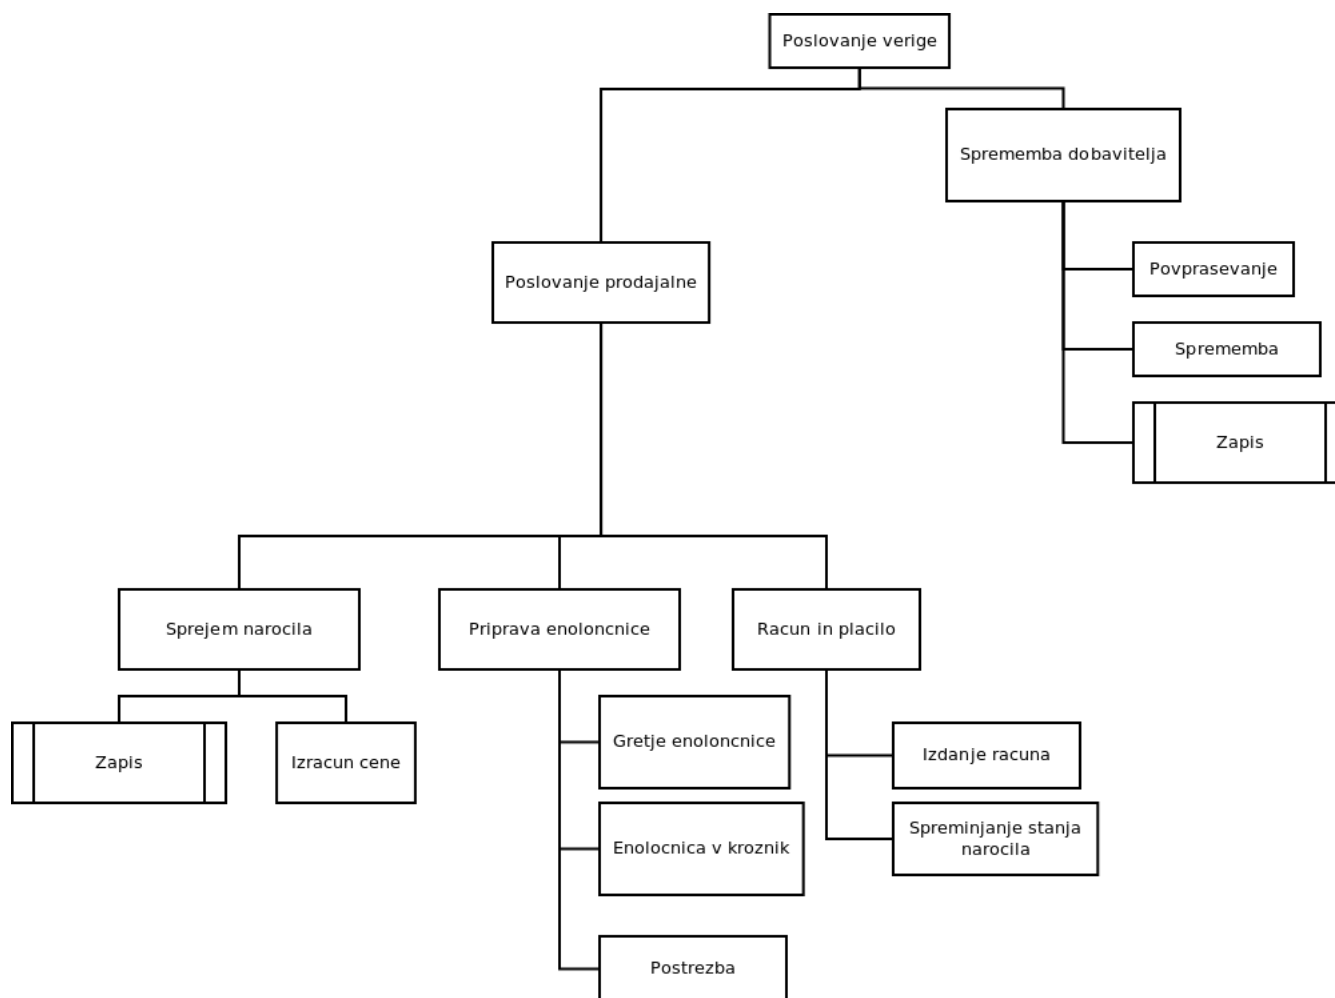 Poslovanje verige
Sprememba dobavitelja
Poslovanje prodajalne
Povprasevanje
Sprememba
Zapis
Sprejem narocila
Priprava enoloncnice
Racun in placilo
Zapis
Izracun cene
Gretje enoloncnice
Izdanje racuna
Enolocnica v kroznik
Spreminjanje stanja
narocila
Postrezba